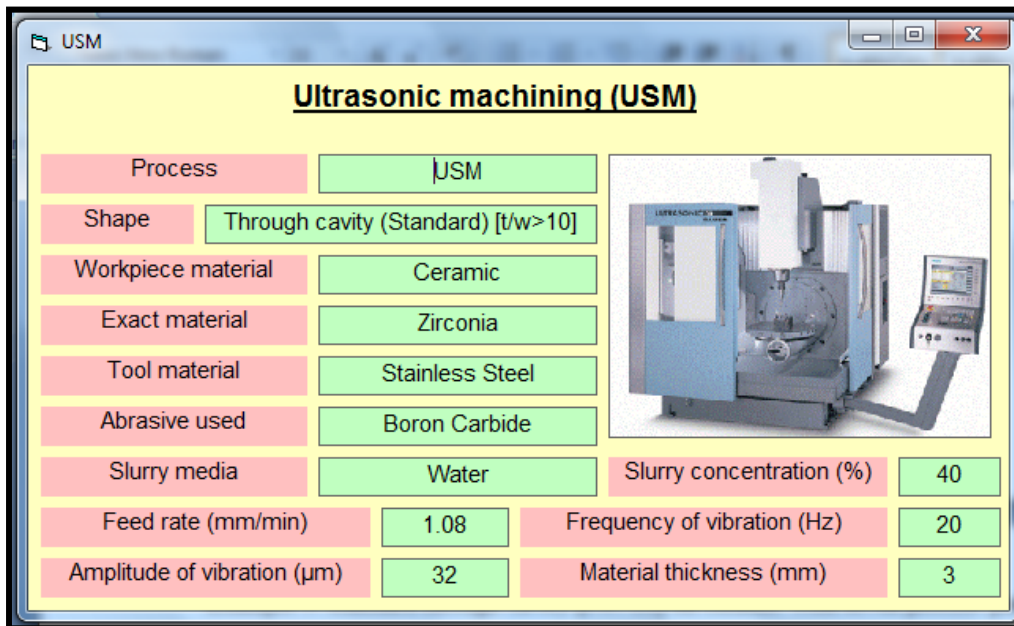 USM
Ultrasonic machining (USM)
Process USM
Shape Through cavity (Standard) [t/w>10]
Workpiece material Ceramic
Exact material Zirconia
Tool material Stainless Steel
Abrasive used Boron Carbide
Slurry media Water Slurry concentration (%) 40
Feed rate (mm/min) 1.08 Frequency of vibration (Hz) 20
Amplitude of vibration (µm) 32 Material thickness (mm) 3
ULTRASONIC